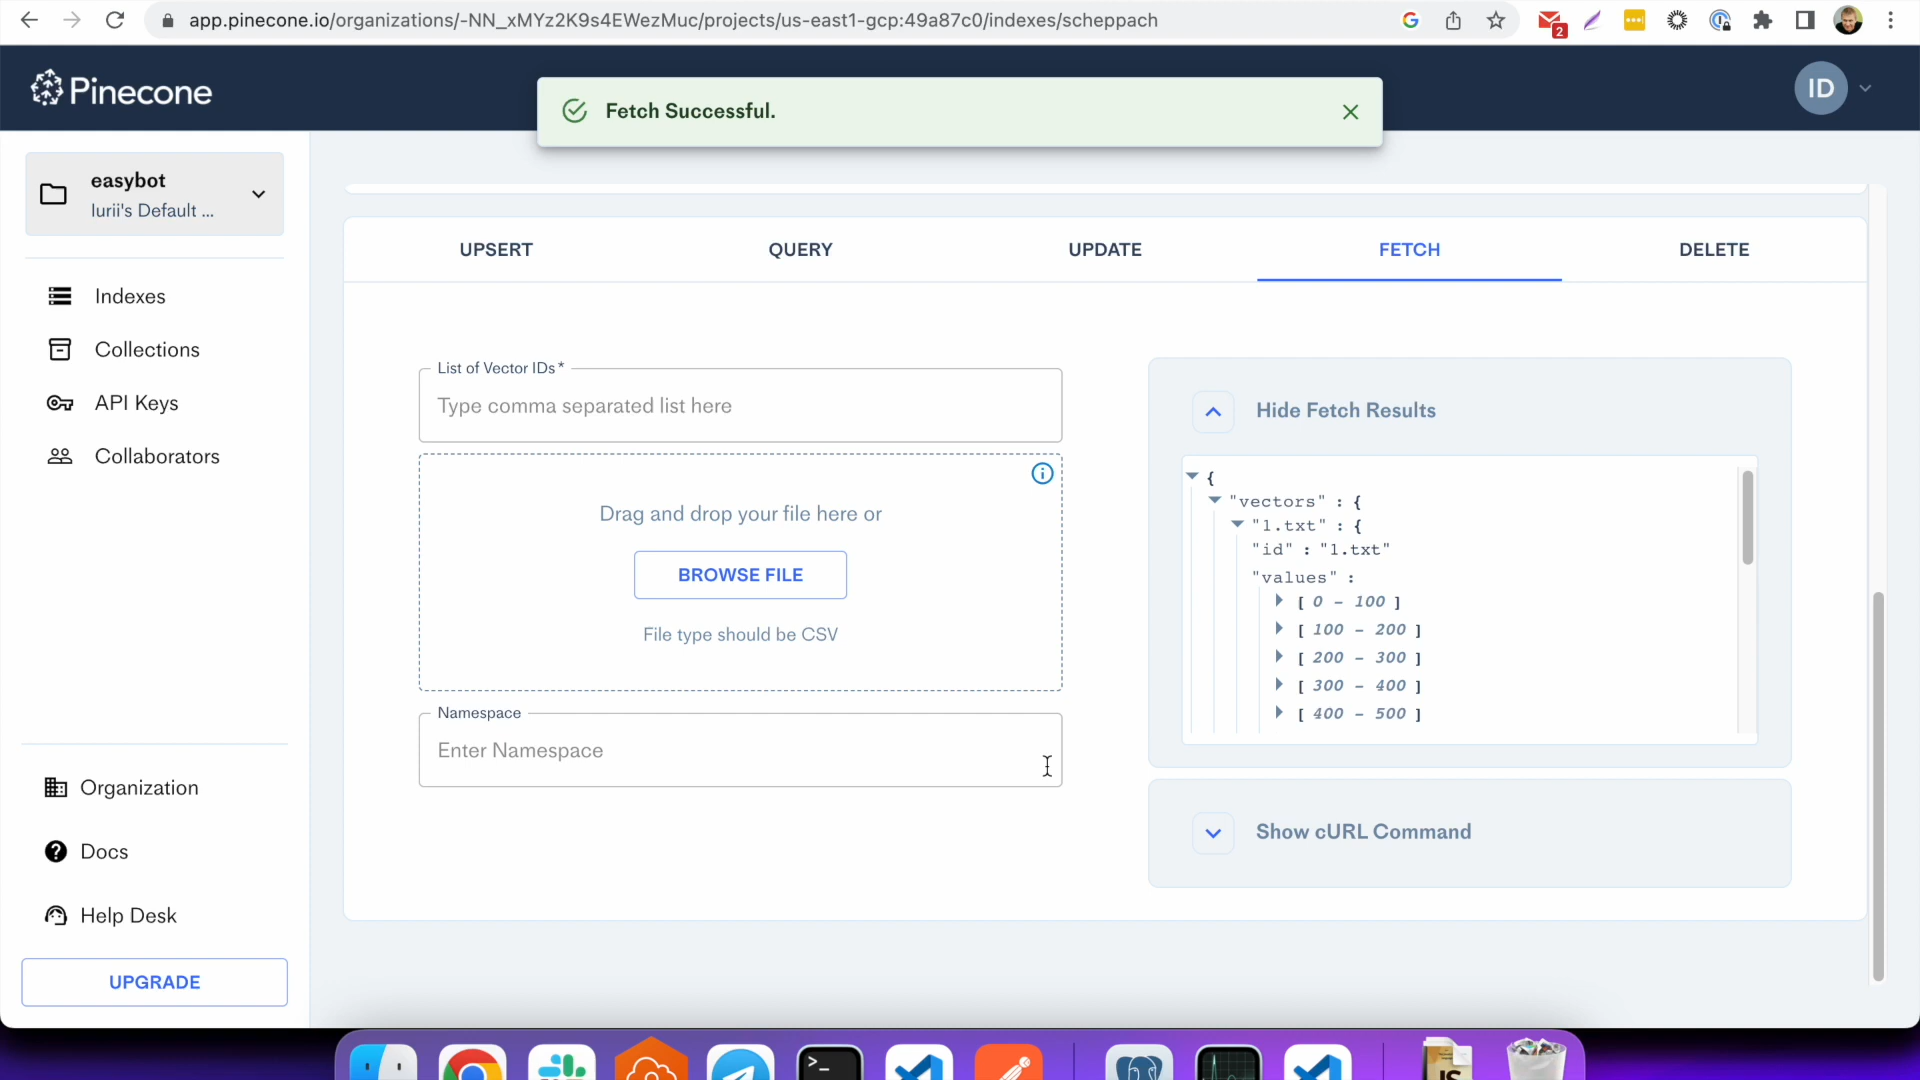 app.pinecone.io/organizations/-NN_xMYz2K9s4EWezMuc/projects/us-east1-gcp:49a87c0/indexes/scheppach
2
Pinecone
Fetch Successful.
ID
easybot
Iurii's Default ...
Indexes
Collections
API Keys
Collaborators
Organization
Docs
Help Desk
UPGRADE
UPSERT
QUERY
UPDATE
FETCH
DELETE
List of Vector IDs*
Type comma separated list here
Drag and drop your file here or
BROWSE FILE
File type should be CSV
Namespace
Enter Namespace
Hide Fetch Results
{
"vectors" : {
"1.txt" : {
"id" : "1.txt"
"values" :
[ 0 - 100 ]
[ 100 - 200 ]
[ 200 - 300 ]
[ 300 - 400 ]
[ 400 - 500 ]
Show cURL Command
>_
JS